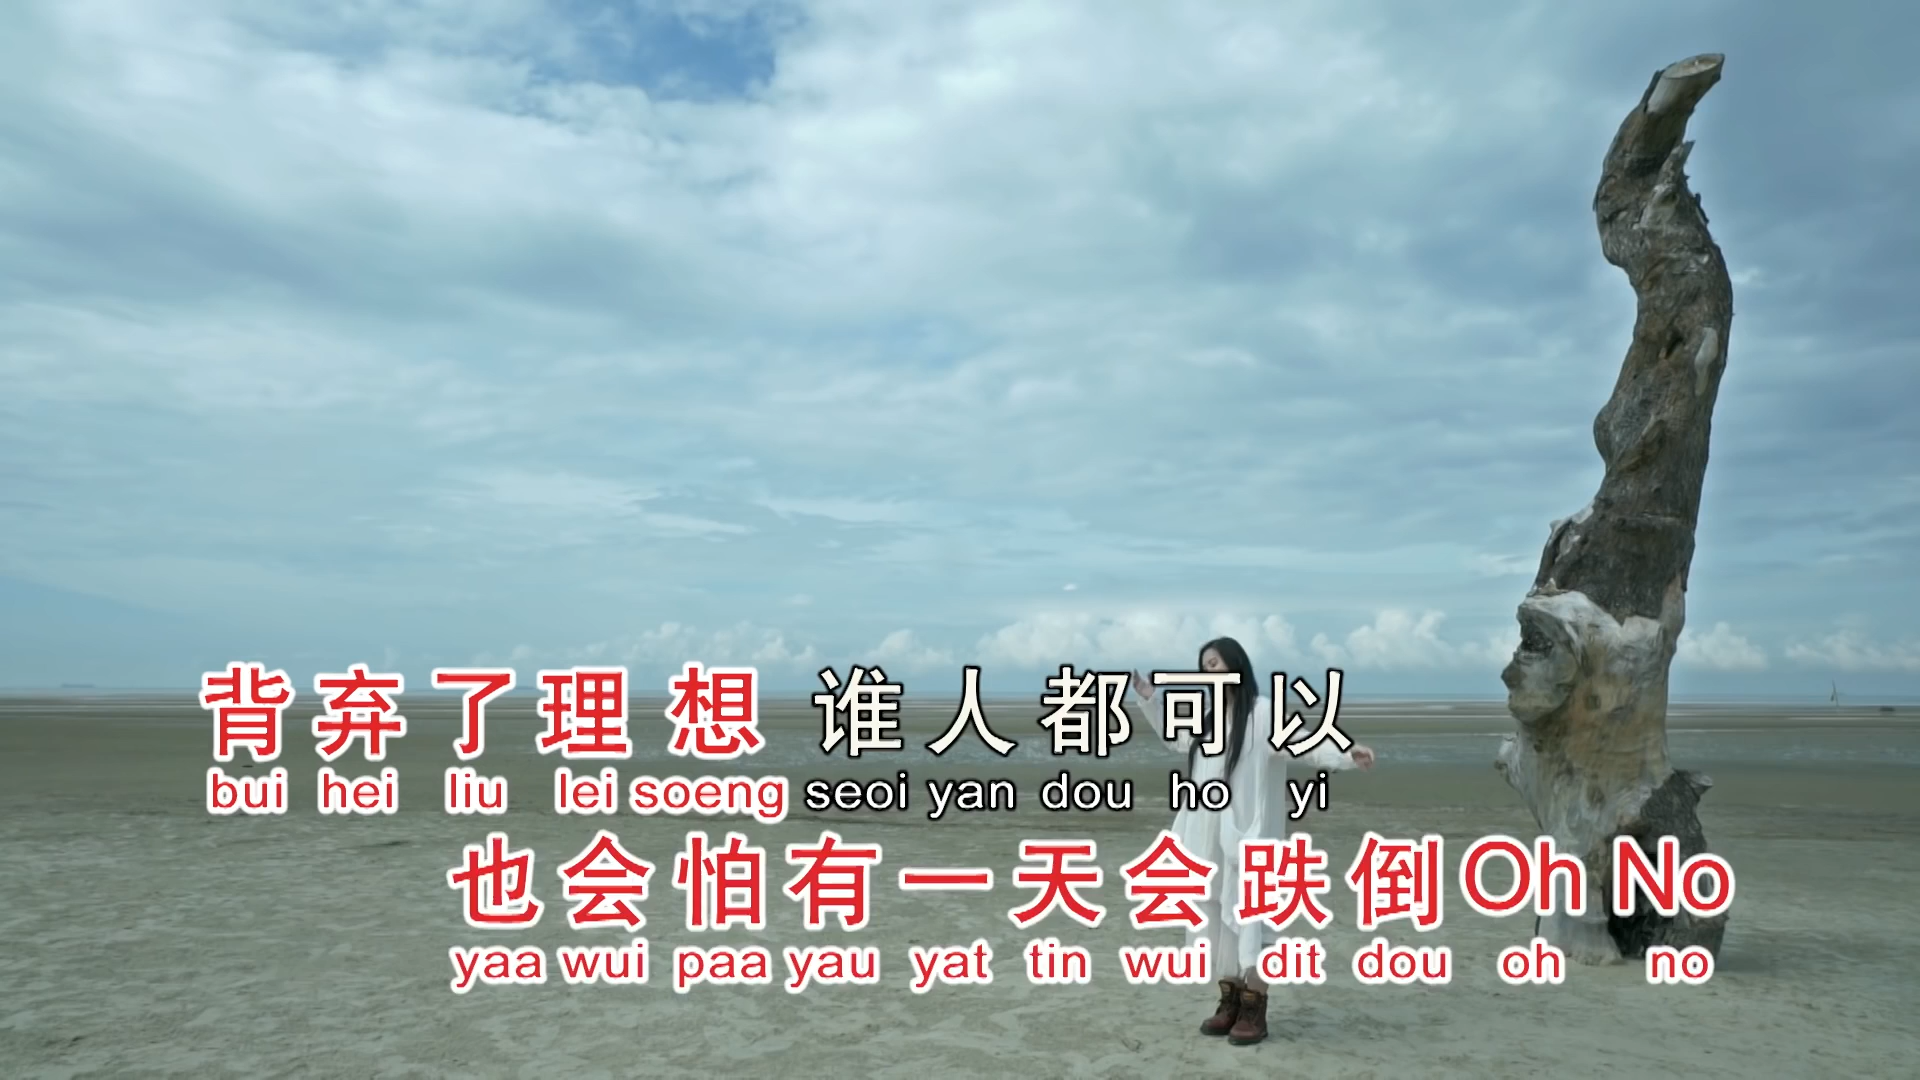 背弃了理想 谁人都可以
bui hei liu lei soeng seoi yan dou ho yi
也会怕有一天会跌倒Oh No
yaa wui paa yau yat tin wui dit dou oh no